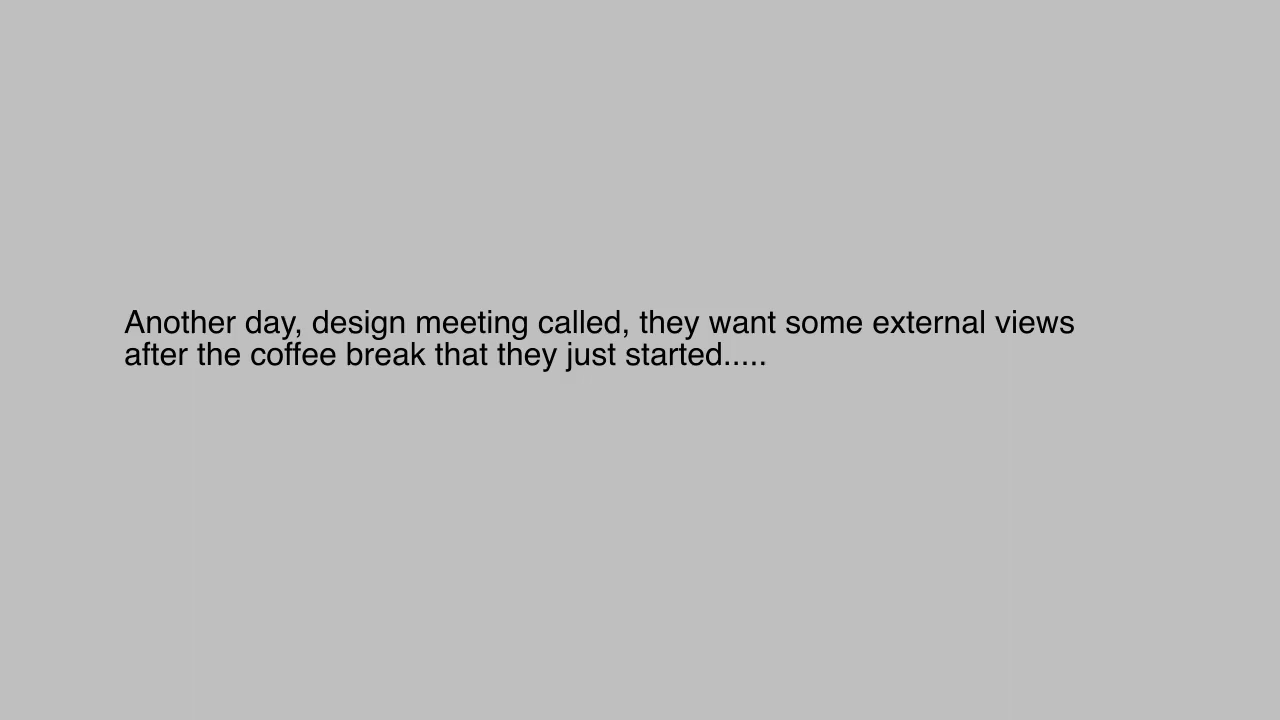 Another day, design meeting called, they want some external views
after the coffee break that they just started.....